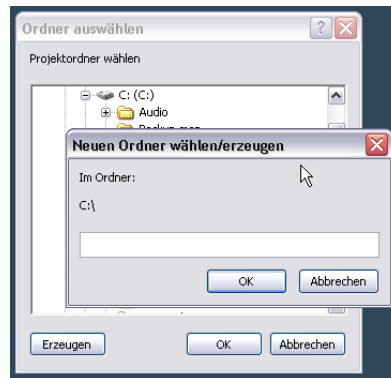 Ordner auswählen
Projektordner wählen
C: (C:)
Audio
Neuen Ordner wählen/erzeugen
Im Ordner:
C:\
OK Abbrechen
Erzeugen OK Abbrechen